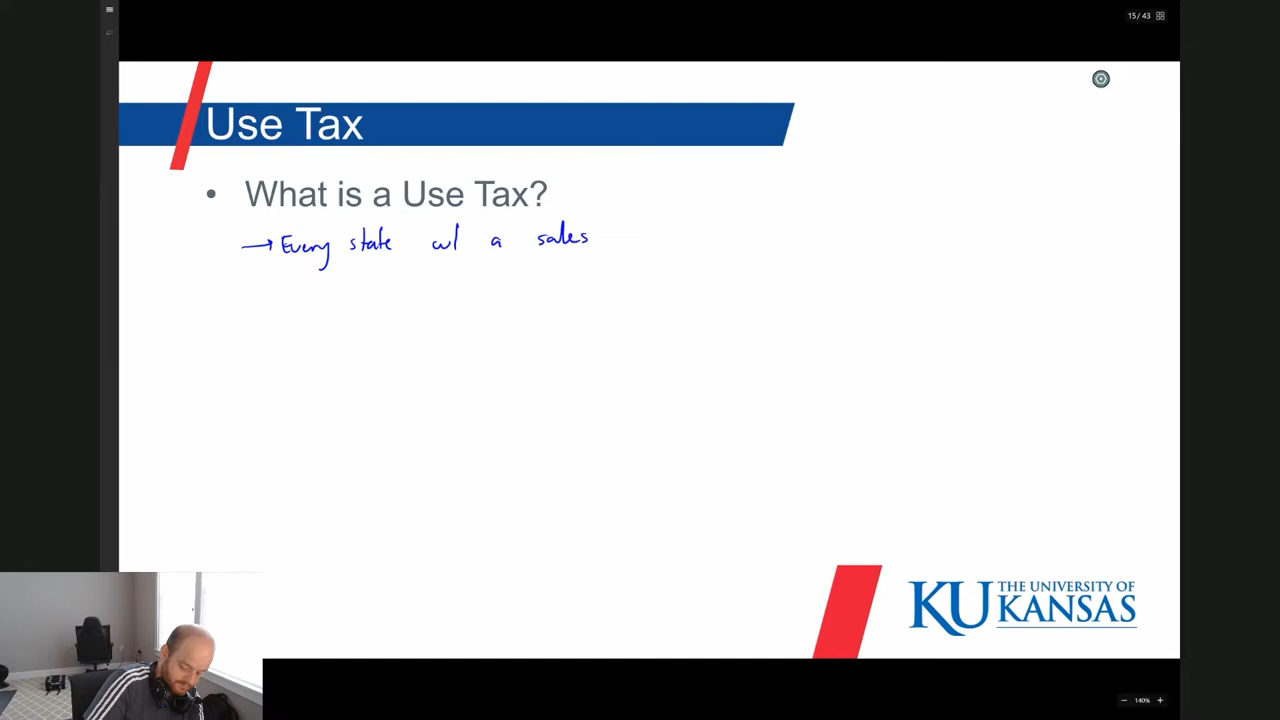 15 / 43
Use Tax
• What is a Use Tax?
→ Every state w/ a sales
KU THE UNIVERSITY OF
KANSAS
140%